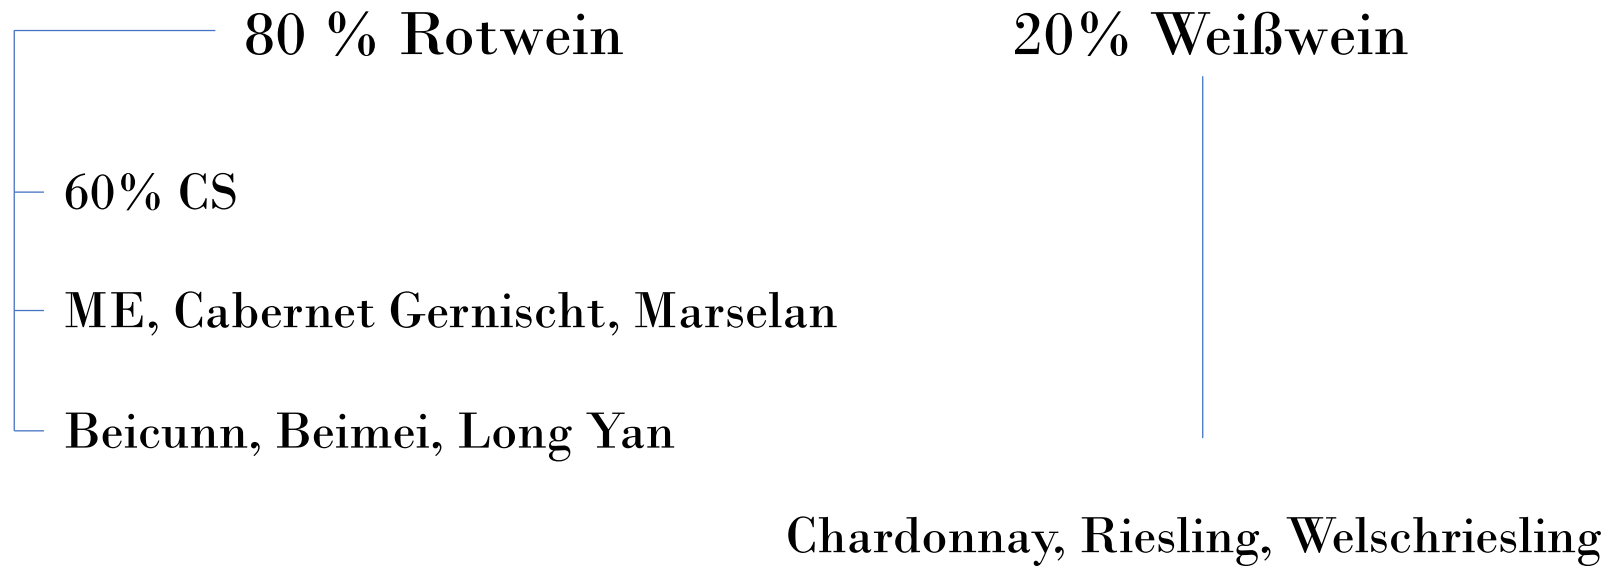 80 % Rotwein
60% CS
ME, Cabernet Gernischt, Marselan
Beicunn, Beimei, Long Yan
20% Weißwein
Chardonnay, Riesling, Welschriesling